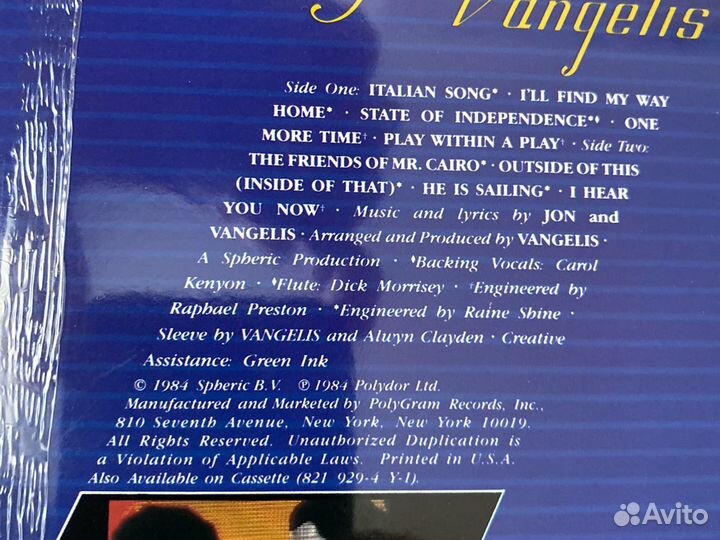 Vangelis
Side One: ITALIAN SONG* · I'LL FIND MY WAY
HOME* · STATE OF INDEPENDENCE*♦ · ONE
MORE TIME† · PLAY WITHIN A PLAY† · Side Two:
THE FRIENDS OF MR. CAIRO* · OUTSIDE OF THIS
(INSIDE OF THAT)* · HE IS SAILING* · I HEAR
YOU NOW† · Music and lyrics by JON and
VANGELIS · Arranged and Produced by VANGELIS ·
A Spheric Production · ♦Backing Vocals: Carol
Kenyon · ♦Flute: Dick Morrisey · †Engineered by
Raphael Preston · *Engineered by Raine Shine ·
Sleeve by VANGELIS and Alwyn Clayden · Creative
Assistance: Green Ink
© 1984 Spheric B.V. ℗ 1984 Polydor Ltd.
Manufactured and Marketed by PolyGram Records, Inc.,
810 Seventh Avenue, New York, New York 10019.
All Rights Reserved. Unauthorized Duplication is
a Violation of Applicable Laws. Printed in U.S.A.
Also Available on Cassette (821 929-4 Y-1).
Avito